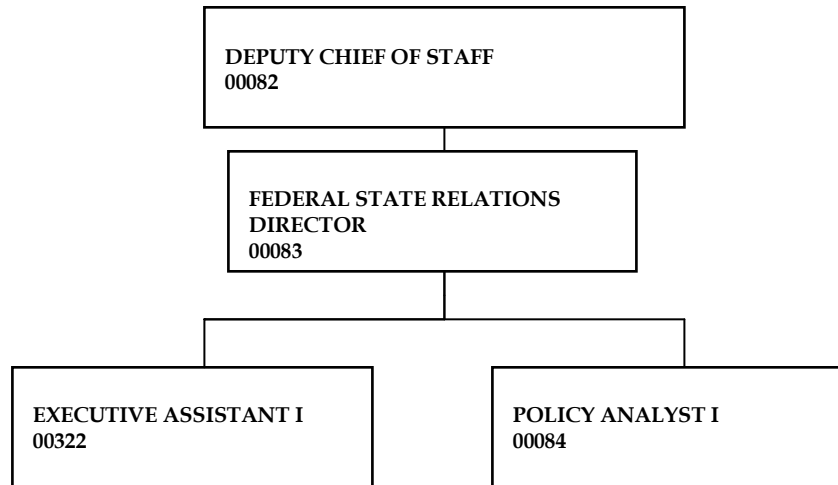 DEPUTY CHIEF OF STAFF
00082
FEDERAL STATE RELATIONS
DIRECTOR
00083
EXECUTIVE ASSISTANT I
00322
POLICY ANALYST I
00084